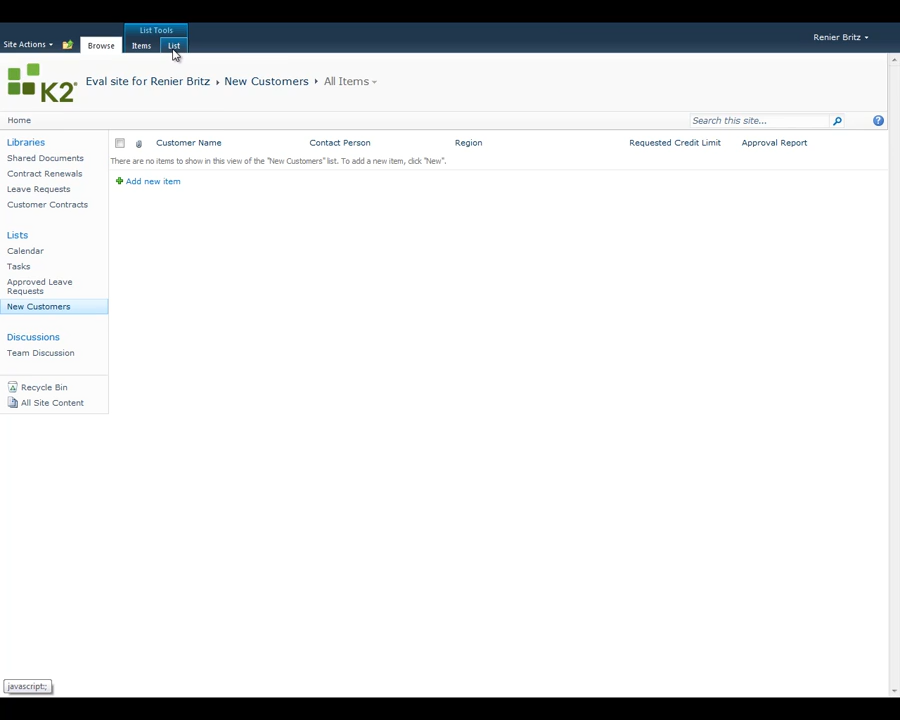 List Tools
Site Actions Browse Items List Renier Britz
K2 Eval site for Renier Britz New Customers All Items
Home Search this site...
Libraries
Shared Documents
Contract Renewals
Leave Requests
Customer Contracts
Lists
Calendar
Tasks
Approved Leave
Requests
New Customers
Discussions
Team Discussion
Recycle Bin
All Site Content
Customer Name Contact Person Region Requested Credit Limit Approval Report
There are no items to show in this view of the "New Customers" list. To add a new item, click "New".
Add new item
javascript:;